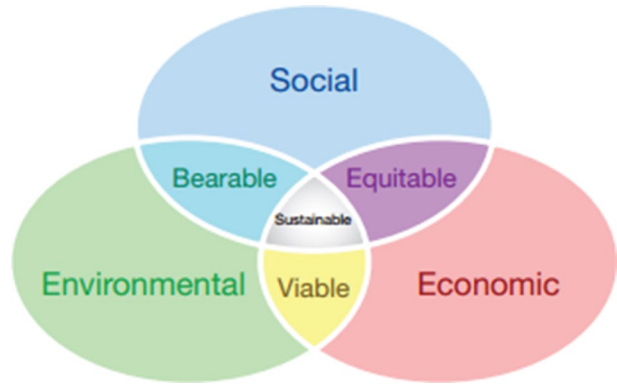 Social
Bearable
Equitable
Sustainable
Environmental
Viable
Economic